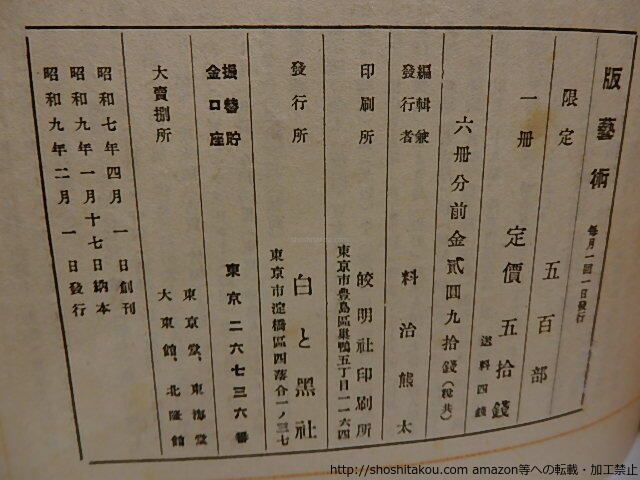 版藝術 每月一回一日發行
限定 五百部
一冊 定價五拾錢
送料四錢
六冊分前金貳圓九拾錢(稅共)
編輯兼
發行者 料治熊太
印刷所 皎明社印刷所
東京市豊島區巢鴨五丁目一一六四
發行所 白と黑社
東京市淀橋區西落合一ノ三七
振替貯
金口座 東京二六七三六番
大賣捌所 東京堂、東海堂
大東館、北隆館
昭和七年四月一日創刊
昭和九年一月十七日納本
昭和九年二月一日發行
http://shoshitakou.com amazon等への転載・加工禁止